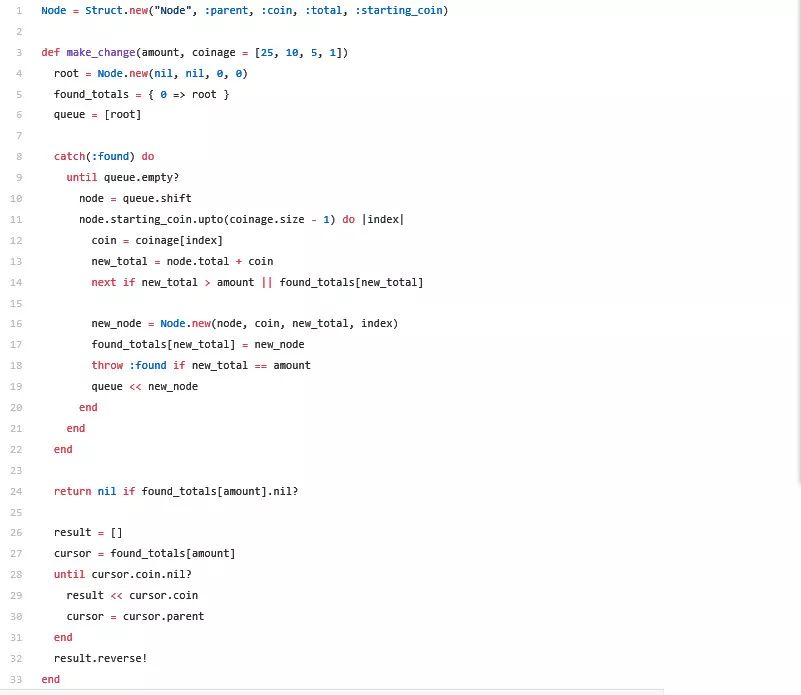 1 Node = Struct.new("Node", :parent, :coin, :total, :starting_coin)
2
3 def make_change(amount, coinage = [25, 10, 5, 1])
4   root = Node.new(nil, nil, 0, 0)
5   found_totals = { 0 => root }
6   queue = [root]
7
8   catch(:found) do
9     until queue.empty?
10       node = queue.shift
11       node.starting_coin.upto(coinage.size - 1) do |index|
12         coin = coinage[index]
13         new_total = node.total + coin
14         next if new_total > amount || found_totals[new_total]
15
16         new_node = Node.new(node, coin, new_total, index)
17         found_totals[new_total] = new_node
18         throw :found if new_total == amount
19         queue << new_node
20       end
21     end
22   end
23
24   return nil if found_totals[amount].nil?
25
26   result = []
27   cursor = found_totals[amount]
28   until cursor.coin.nil?
29     result << cursor.coin
30     cursor = cursor.parent
31   end
32   result.reverse!
33 end